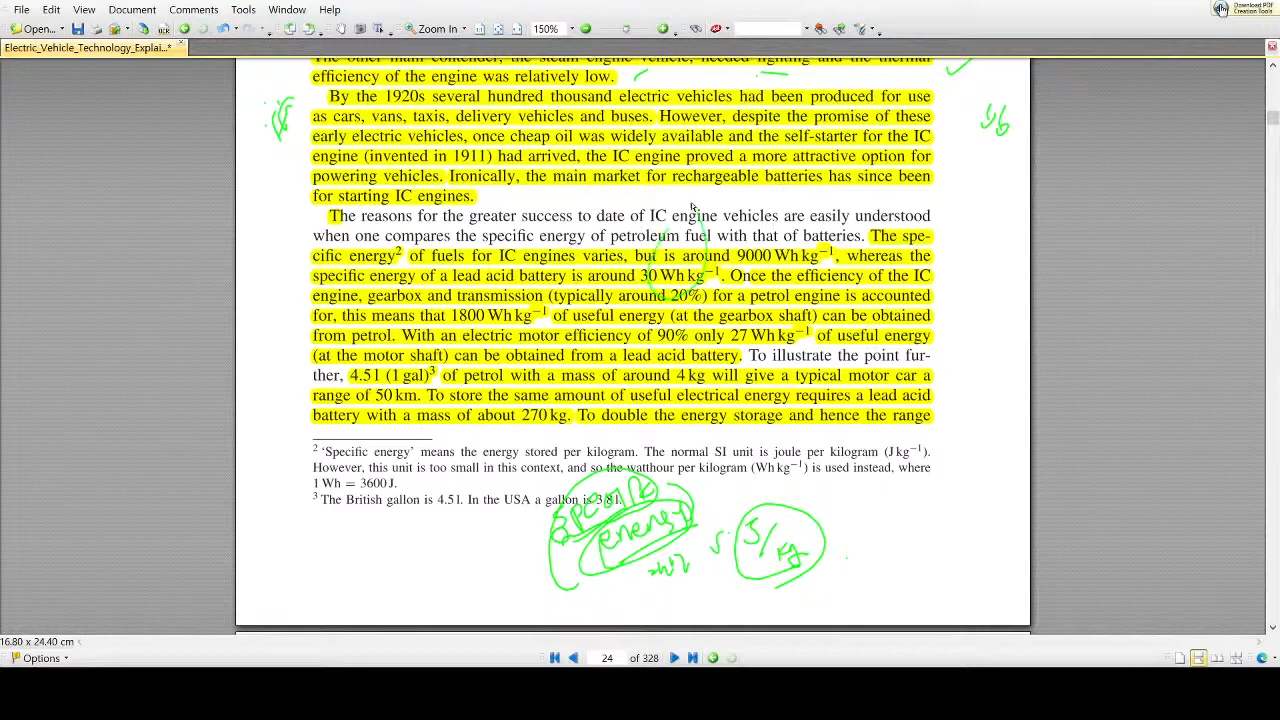 File Edit View Document Comments Tools Window Help
Download PDF
Creation Tools
Open... Zoom In 150%
Electric_Vehicle_Technology_Explai...*
The other main contender, the steam engine vehicle, needed lighting and the thermal
efficiency of the engine was relatively low.
By the 1920s several hundred thousand electric vehicles had been produced for use
as cars, vans, taxis, delivery vehicles and buses. However, despite the promise of these
early electric vehicles, once cheap oil was widely available and the self-starter for the IC
engine (invented in 1911) had arrived, the IC engine proved a more attractive option for
powering vehicles. Ironically, the main market for rechargeable batteries has since been
for starting IC engines.
The reasons for the greater success to date of IC engine vehicles are easily understood
when one compares the specific energy of petroleum fuel with that of batteries. The spe-
cific energy² of fuels for IC engines varies, but is around 9000 Wh kg⁻¹, whereas the
specific energy of a lead acid battery is around 30 Wh kg⁻¹. Once the efficiency of the IC
engine, gearbox and transmission (typically around 20%) for a petrol engine is accounted
for, this means that 1800 Wh kg⁻¹ of useful energy (at the gearbox shaft) can be obtained
from petrol. With an electric motor efficiency of 90% only 27 Wh kg⁻¹ of useful energy
(at the motor shaft) can be obtained from a lead acid battery. To illustrate the point fur-
ther, 4.5 l (1 gal)³ of petrol with a mass of around 4 kg will give a typical motor car a
range of 50 km. To store the same amount of useful electrical energy requires a lead acid
battery with a mass of about 270 kg. To double the energy storage and hence the range
² 'Specific energy' means the energy stored per kilogram. The normal SI unit is joule per kilogram (J kg⁻¹).
However, this unit is too small in this context, and so the watthour per kilogram (Wh kg⁻¹) is used instead, where
1 Wh = 3600 J.
³ The British gallon is 4.5 l. In the USA a gallon is 3.8 l.
specific
energy
J/kg
16.80 x 24.40 cm
Options 24 of 328